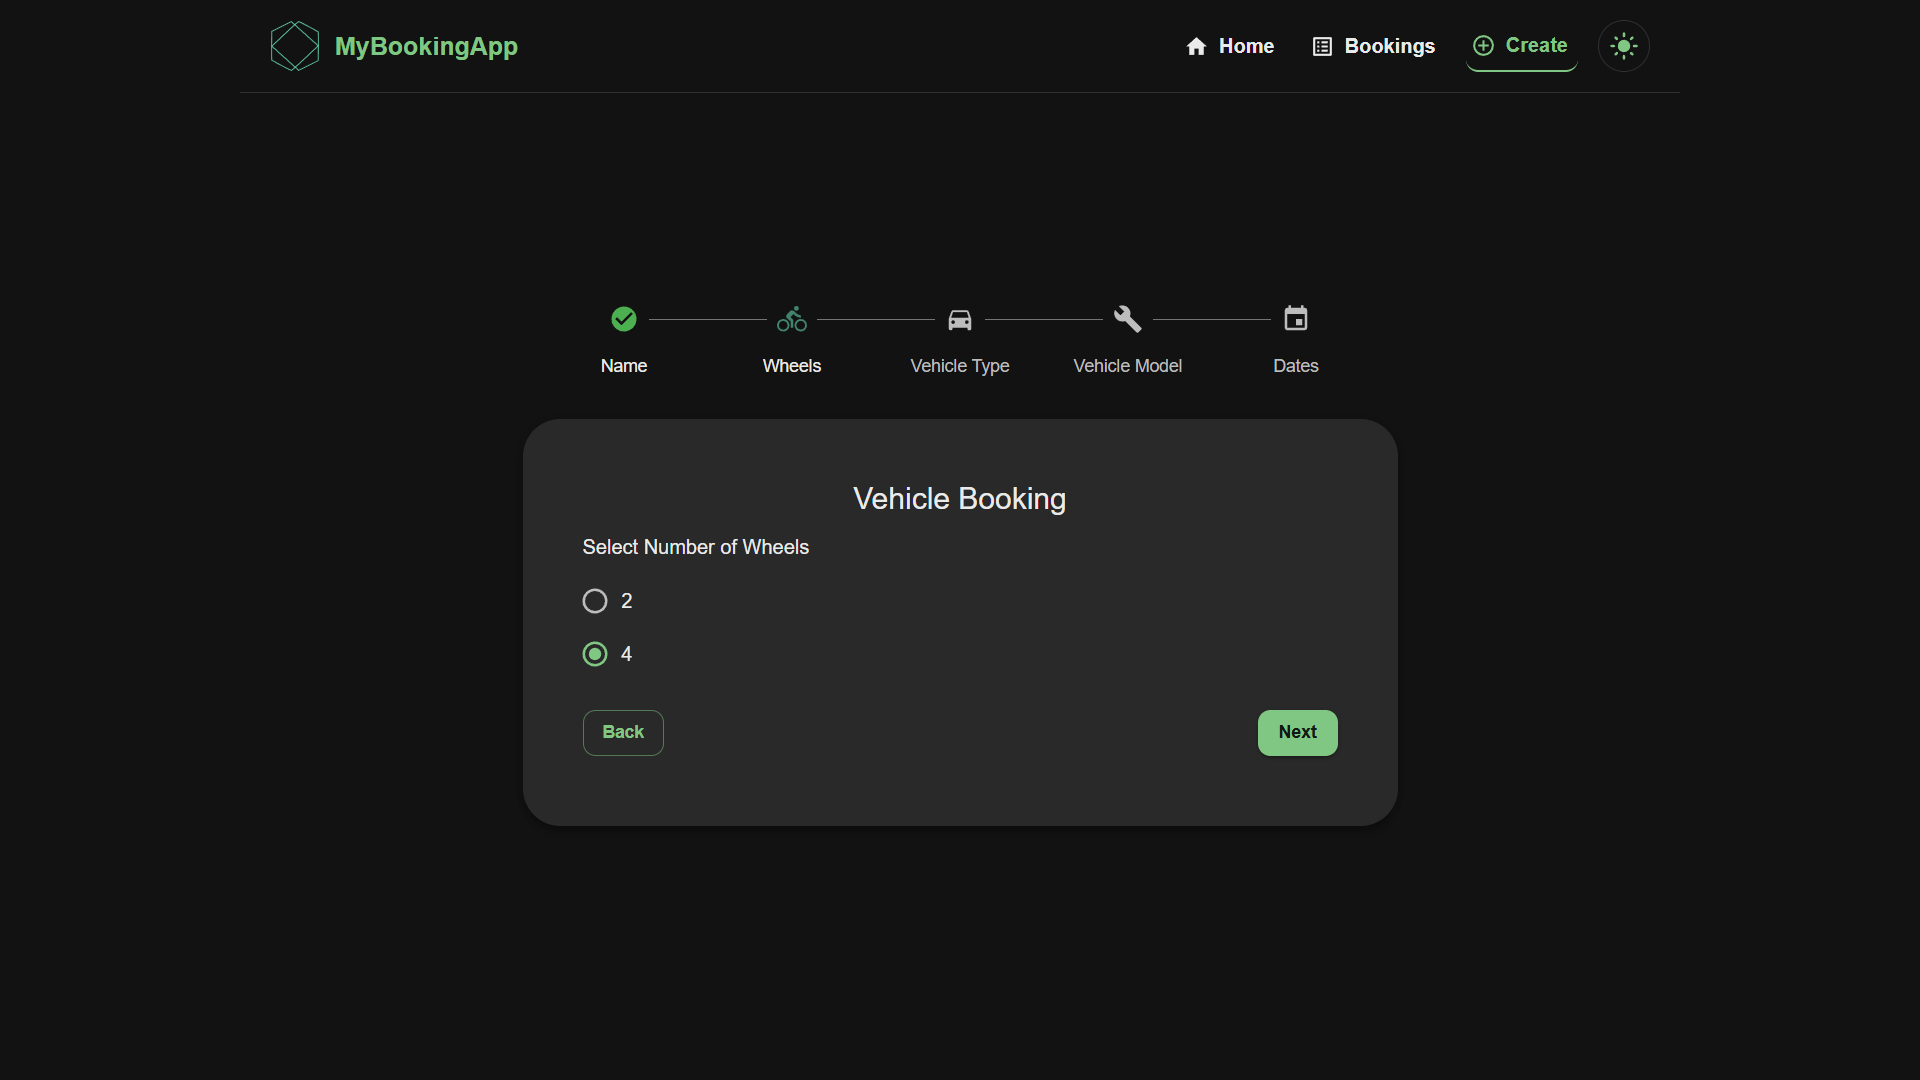 MyBookingApp
Home
Bookings
Create
Name
Wheels
Vehicle Type
Vehicle Model
Dates
Vehicle Booking
Select Number of Wheels
2
4
Back
Next